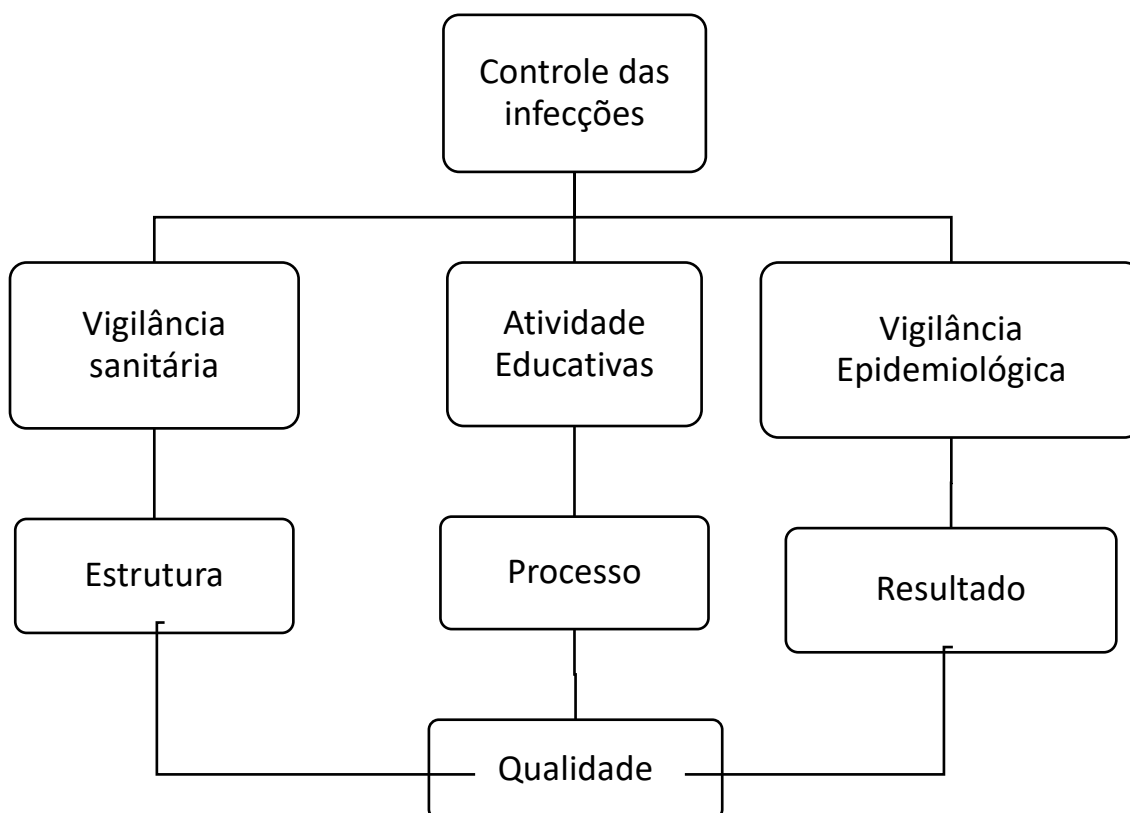 Controle das
infecções
Vigilância
sanitária
Atividade
Educativas
Vigilância
Epidemiológica
Estrutura
Processo
Resultado
Qualidade